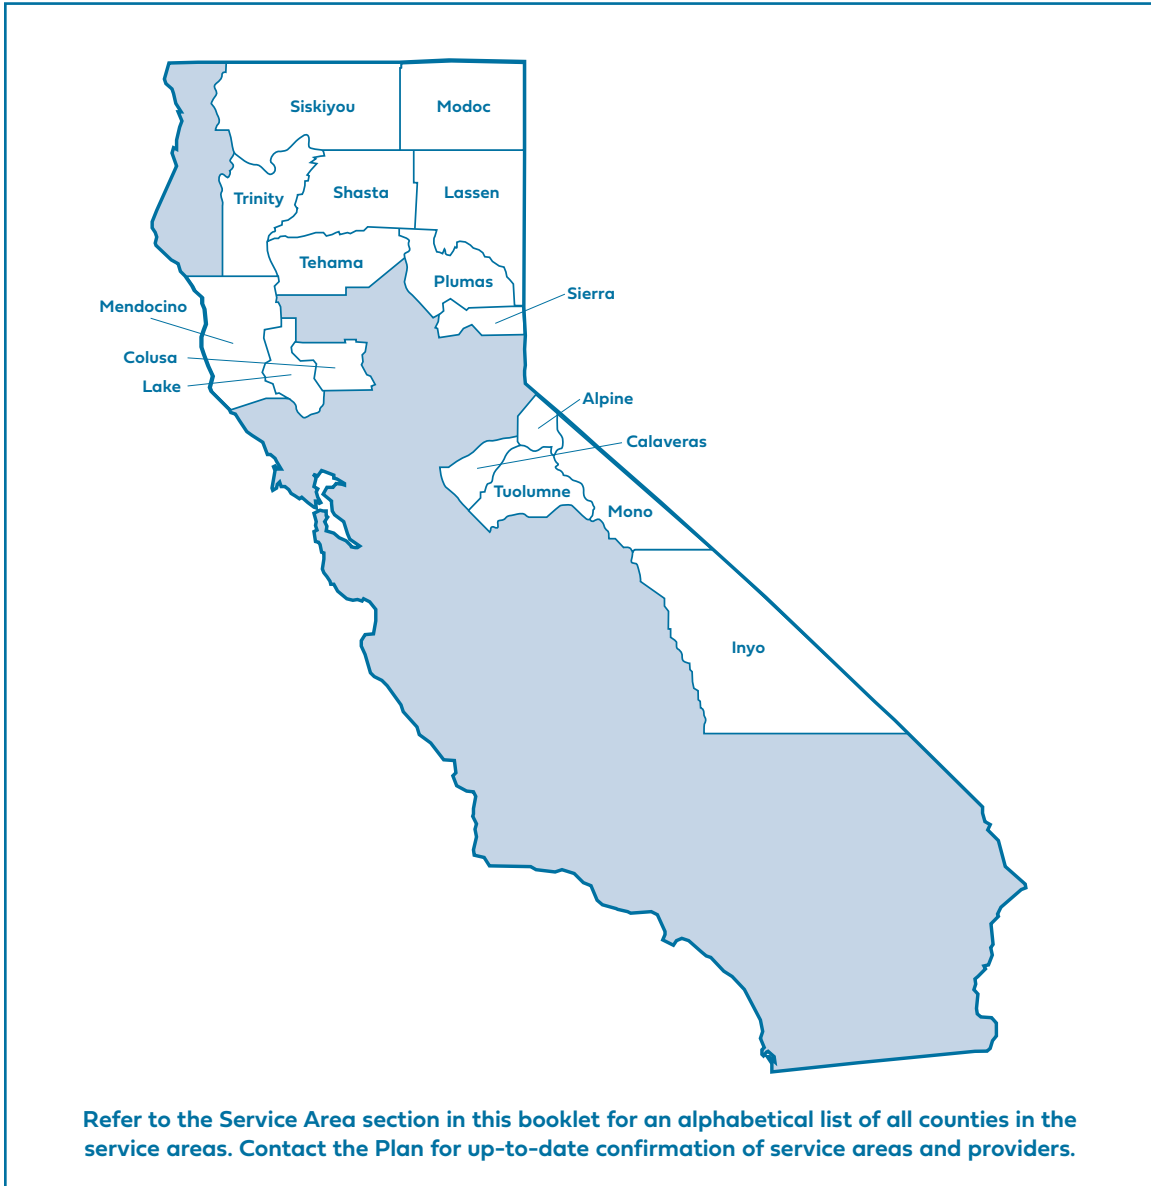 Siskiyou
Modoc
Trinity
Shasta
Lassen
Tehama
Plumas
Sierra
Mendocino
Colusa
Lake
Alpine
Calaveras
Tuolumne
Mono
Inyo
Refer to the Service Area section in this booklet for an alphabetical list of all counties in the
service areas. Contact the Plan for up-to-date confirmation of service areas and providers.